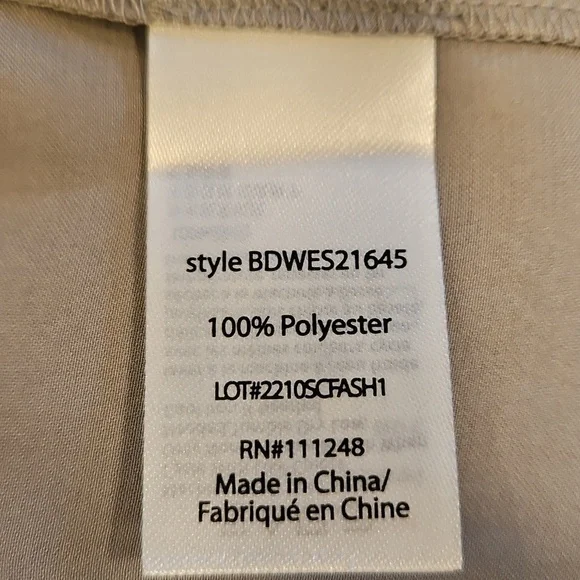 style BDWES21645
100% Polyester
LOT#2210SCFASH1
RN#111248
Made in China/
Fabriqué en Chine